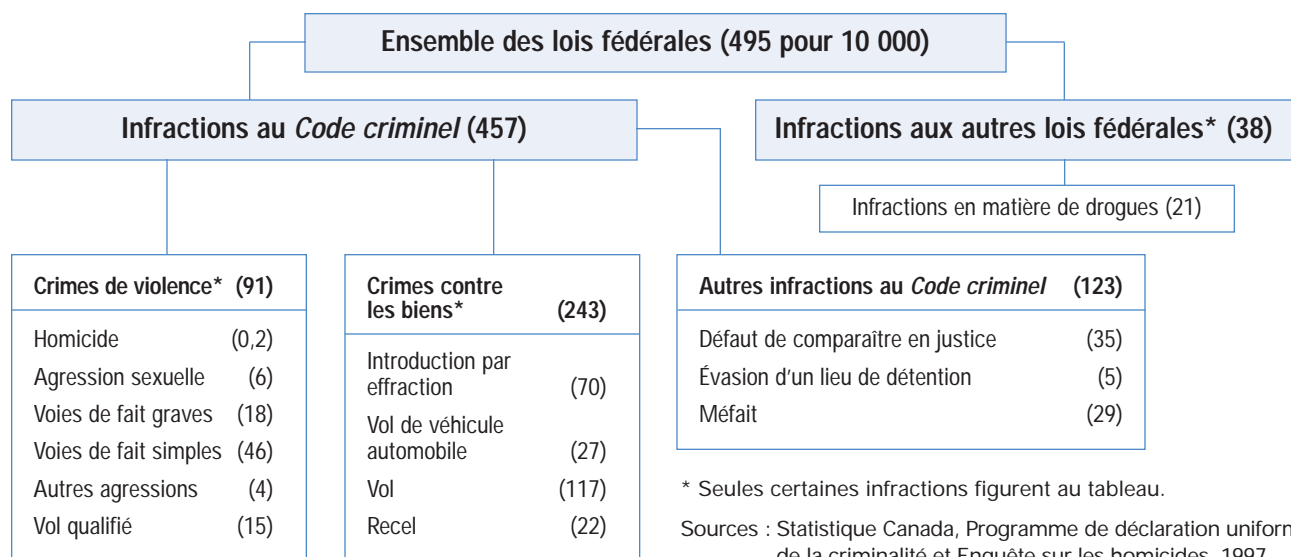 Ensemble des lois fédérales (495 pour 10 000)
Infractions au Code criminel (457)
Infractions aux autres lois fédérales* (38)
Infractions en matière de drogues (21)
Crimes de violence* (91)
Homicide (0,2)
Agression sexuelle (6)
Voies de fait graves (18)
Voies de fait simples (46)
Autres agressions (4)
Vol qualifié (15)
Crimes contre
les biens* (243)
Introduction par
effraction (70)
Vol de véhicule
automobile (27)
Vol (117)
Recel (22)
Autres infractions au Code criminel (123)
Défaut de comparaître en justice (35)
Évasion d'un lieu de détention (5)
Méfait (29)
* Seules certaines infractions figurent au tableau.
Sources : Statistique Canada, Programme de déclaration uniform
de la criminalité et Enquête sur les homicides, 1997